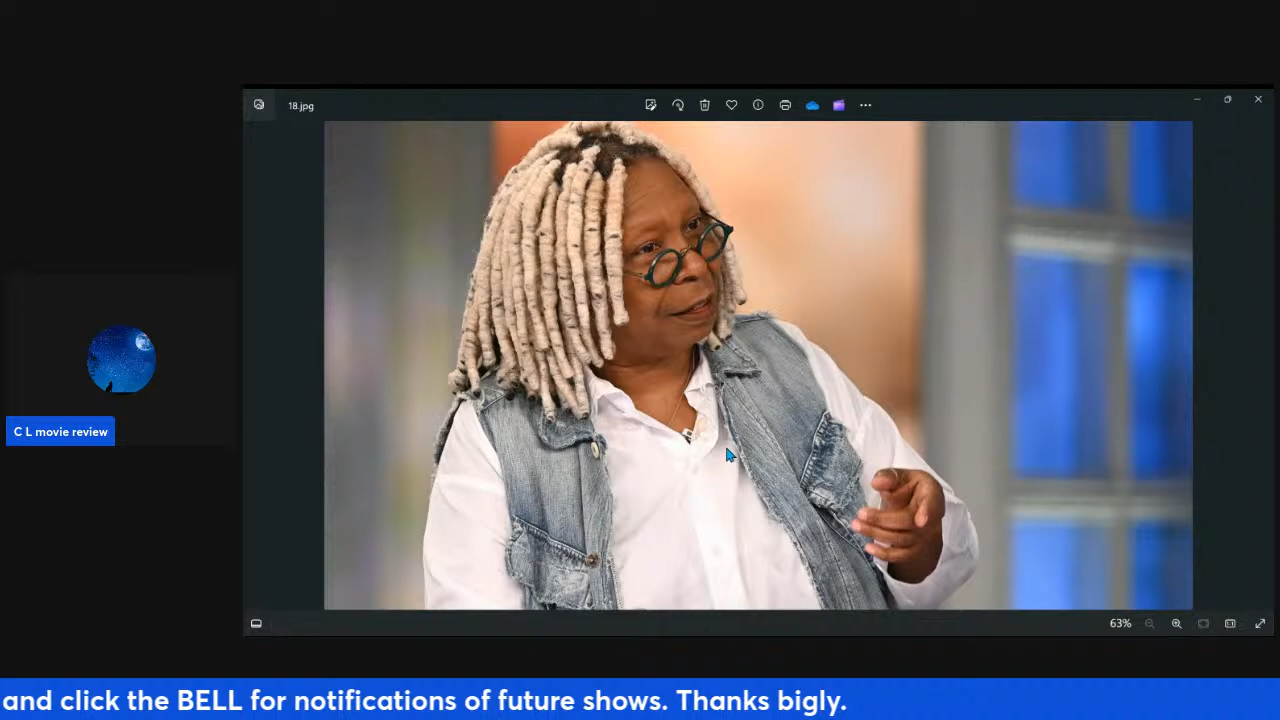 18.jpg
C L movie review
63%
and click the BELL for notifications of future shows. Thanks bigly.